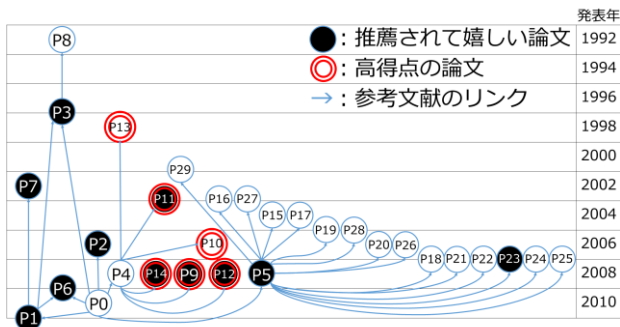 発表年
P8
●：推薦されて嬉しい論文
1992
◎：高得点の論文
1994
P3
→：参考文献のリンク
1996
P13
1998
P29
2000
P7
P11
P16
P27
2002
P15
P17
2004
P2
P10
P19
P28
P20
P26
2006
P4
P14
P9
P12
P5
P18
P21
P22
P23
P24
P25
2008
P6
P0
P1
2010